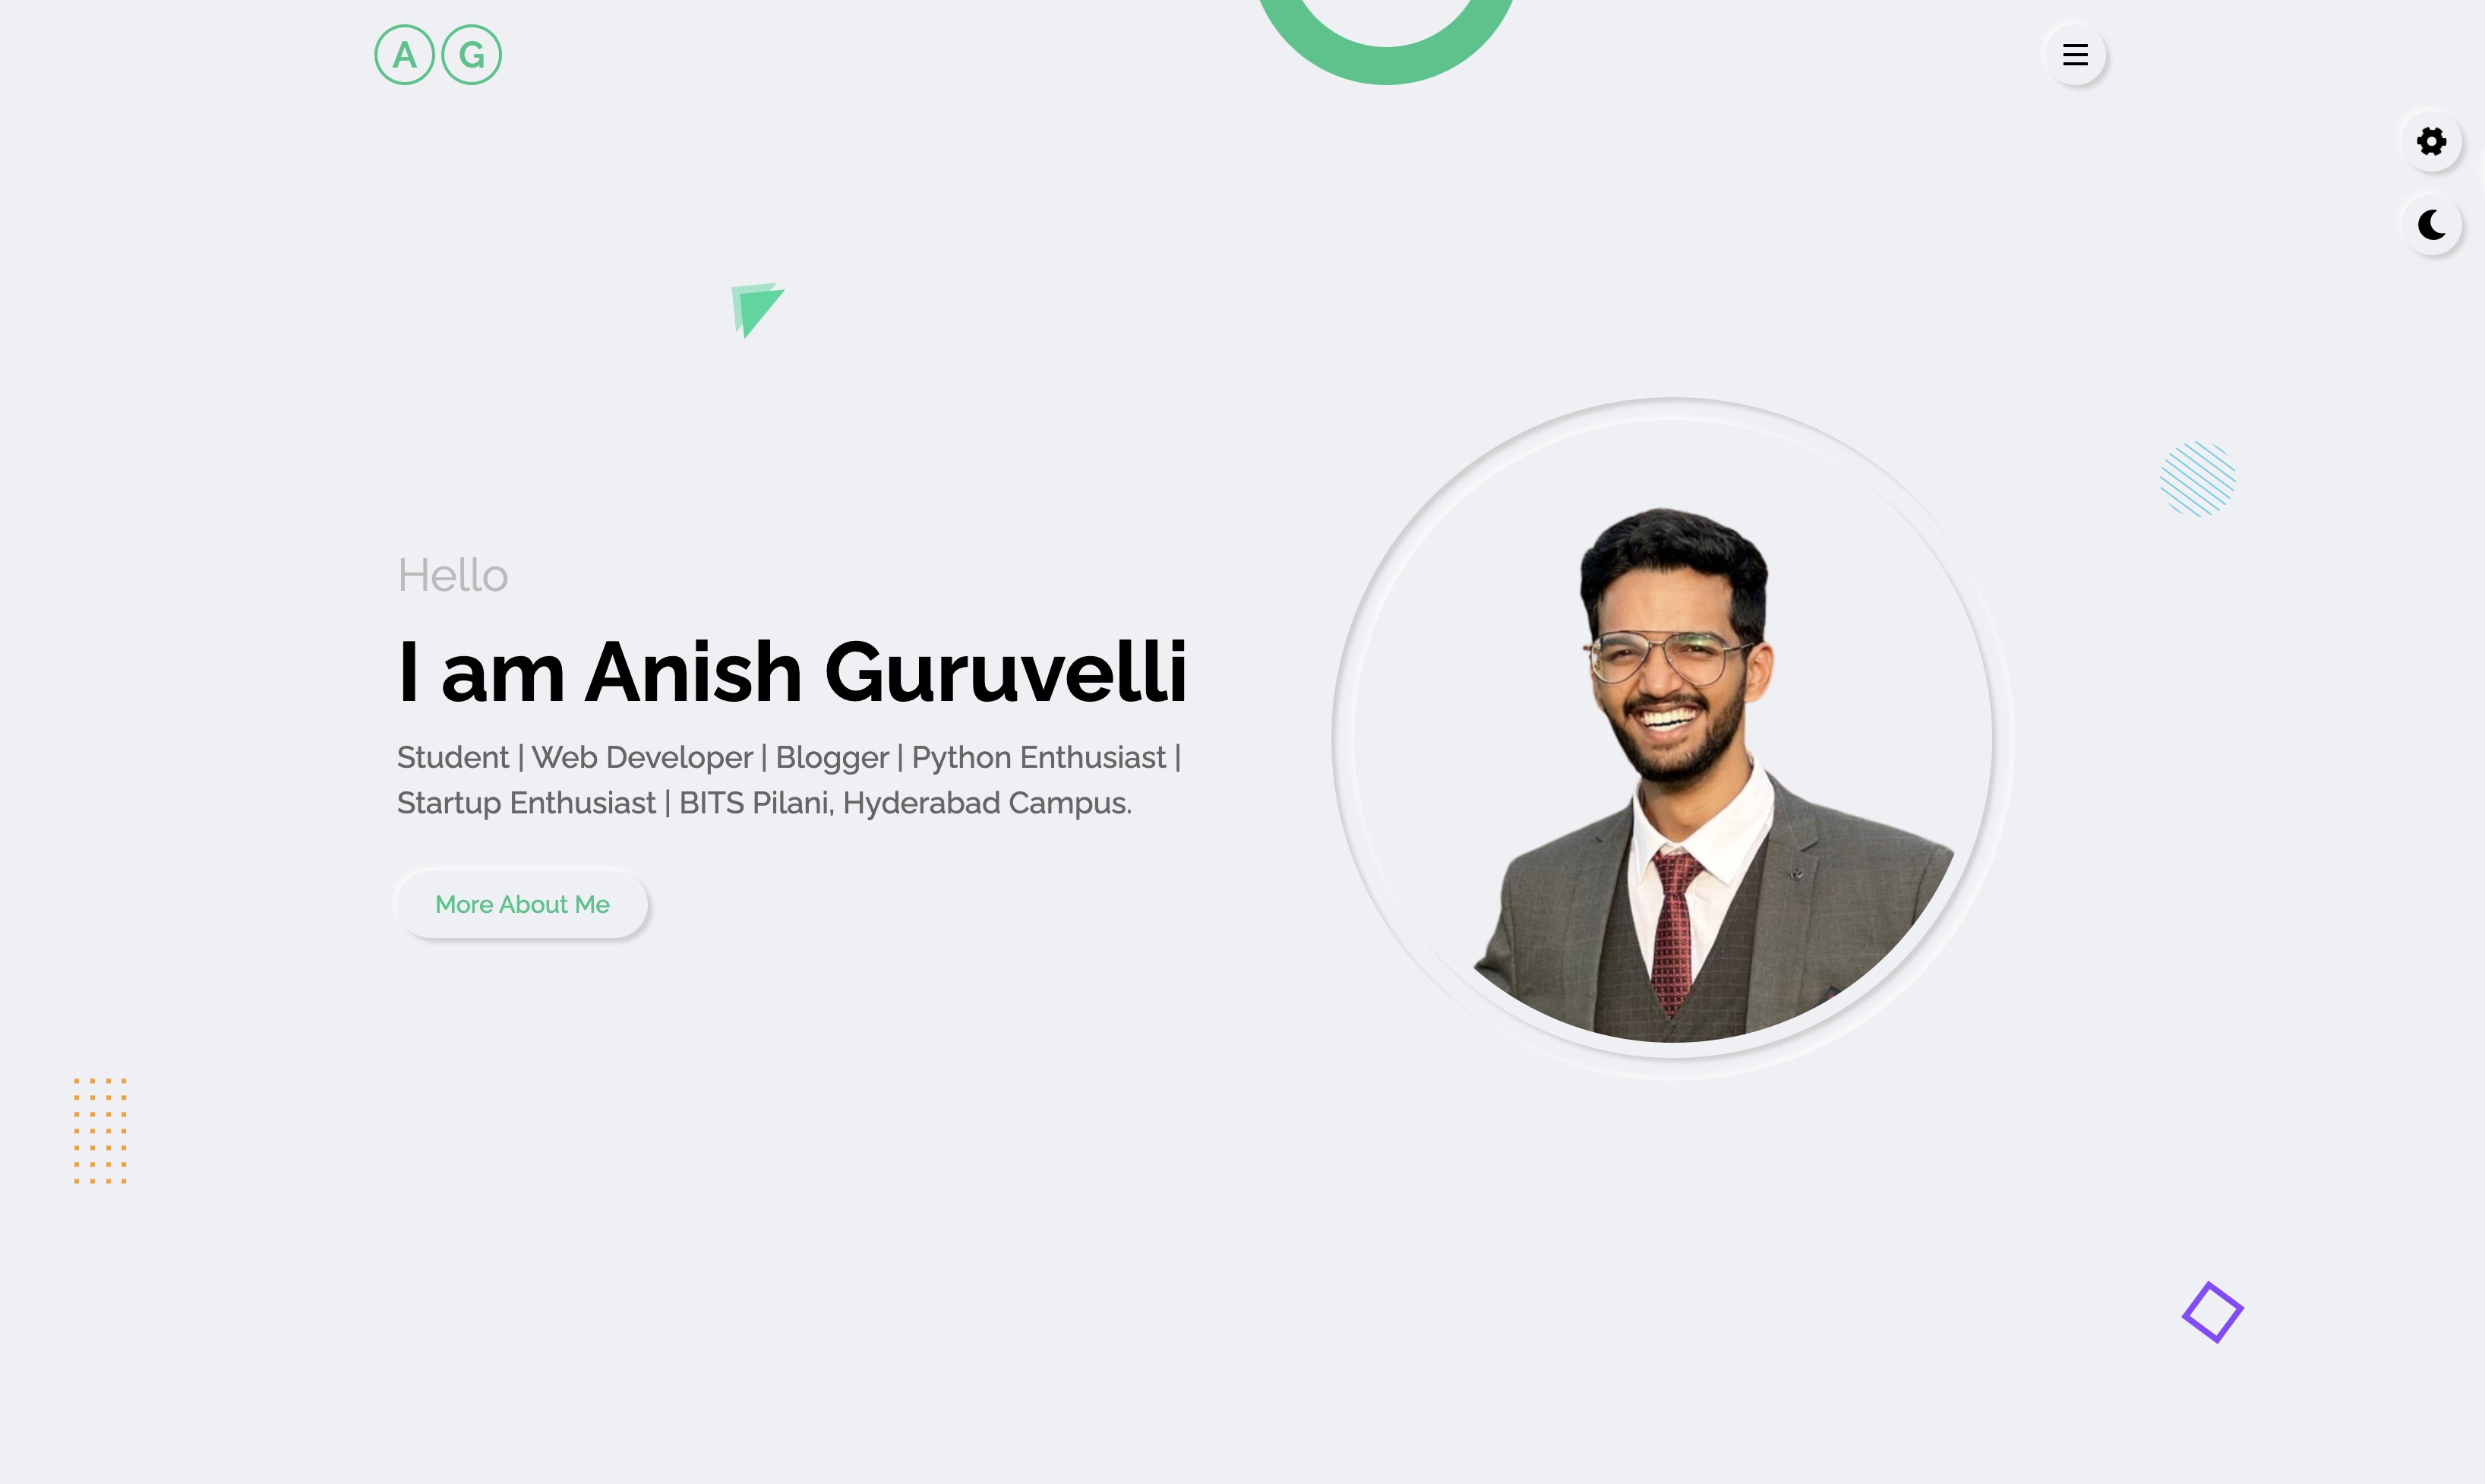 A G
Hello
I am Anish Guruvelli
Student | Web Developer | Blogger | Python Enthusiast |
Startup Enthusiast | BITS Pilani, Hyderabad Campus.
More About Me